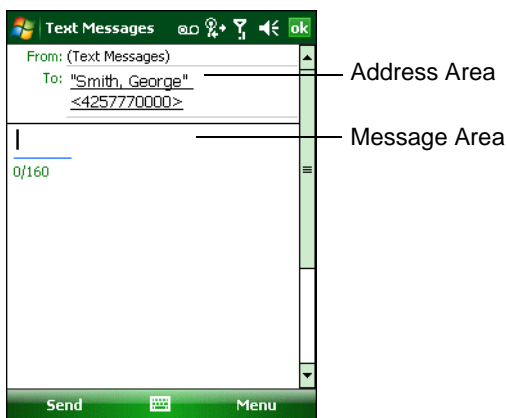 Text Messages ok
From: (Text Messages)
To: "Smith, George"
<4257770000>
Address Area
Message Area
0/160
Send Menu